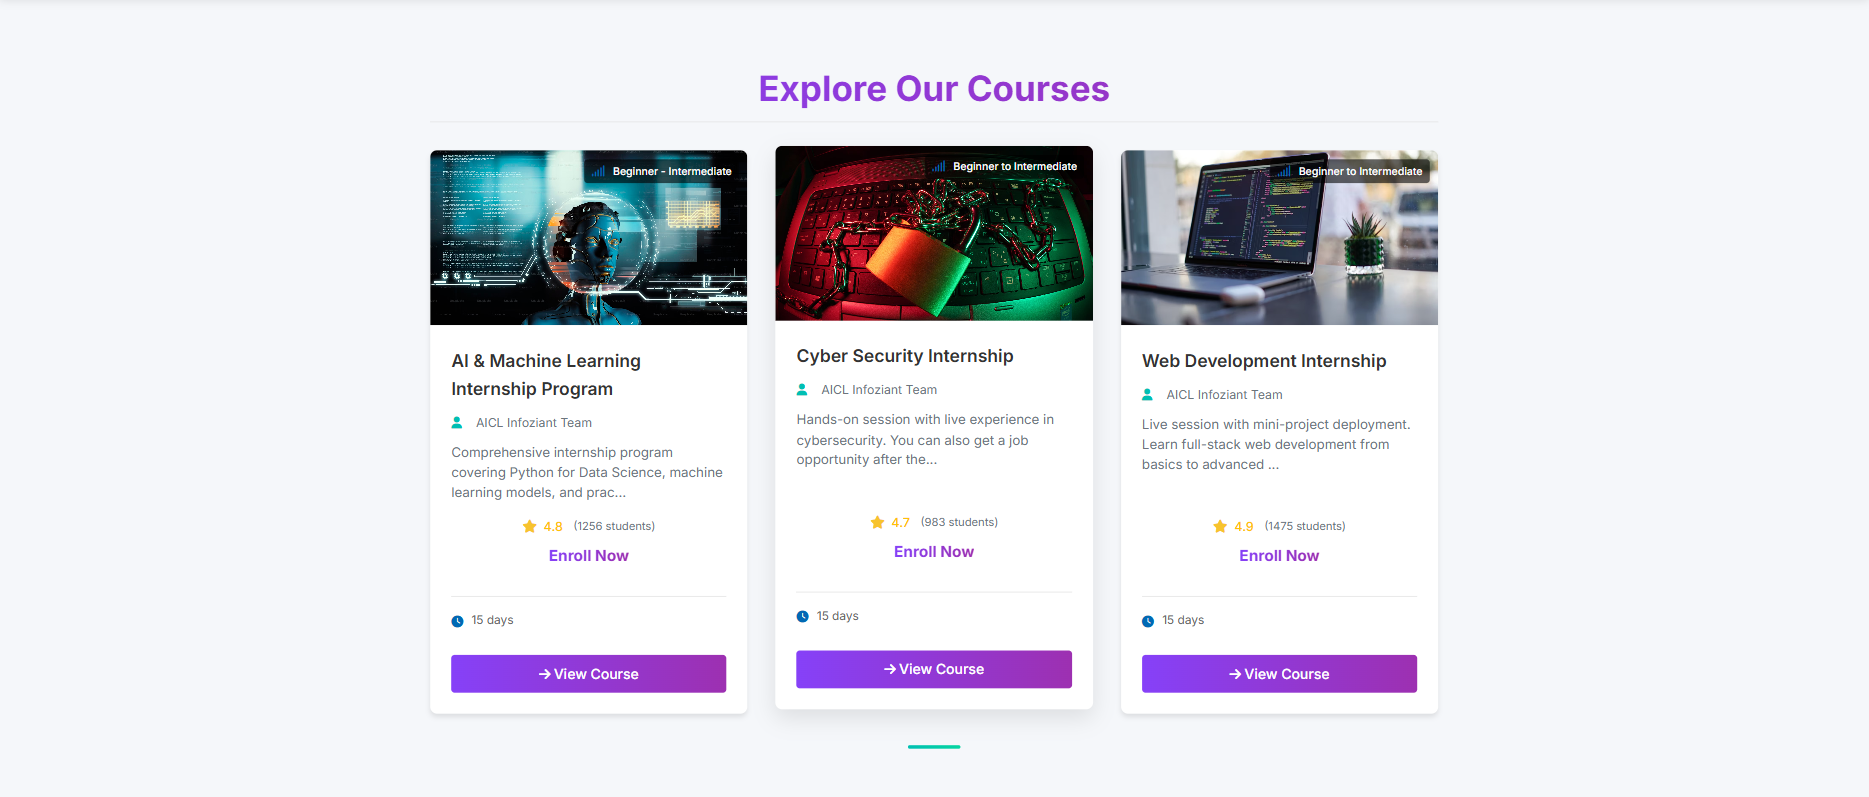 Explore Our Courses
Beginner - Intermediate
AI & Machine Learning
Internship Program
AICL Infoziant Team
Comprehensive internship program
covering Python for Data Science, machine
learning models, and prac...
4.8 (1256 students)
Enroll Now
15 days
→ View Course
Beginner to Intermediate
Cyber Security Internship
AICL Infoziant Team
Hands-on session with live experience in
cybersecurity. You can also get a job
opportunity after the...
4.7 (983 students)
Enroll Now
15 days
→ View Course
Beginner to Intermediate
Web Development Internship
AICL Infoziant Team
Live session with mini-project deployment.
Learn full-stack web development from
basics to advanced ...
4.9 (1475 students)
Enroll Now
15 days
→ View Course